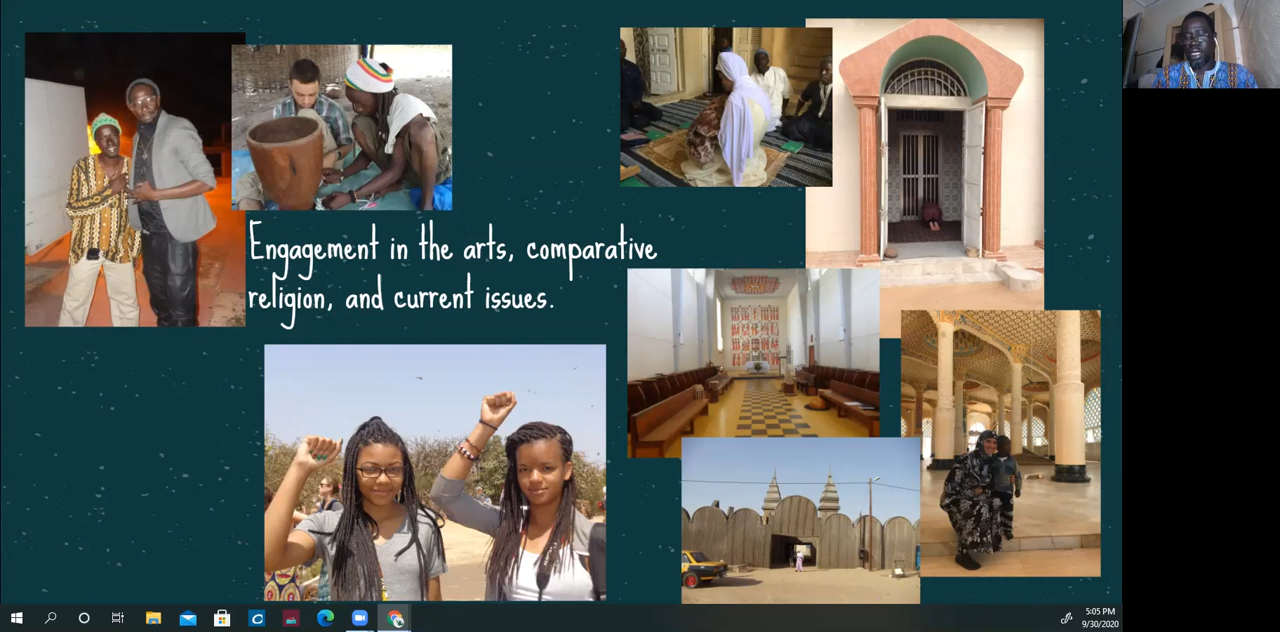 Engagement in the arts, comparative
religion, and current issues.
5:05 PM
9/30/2020